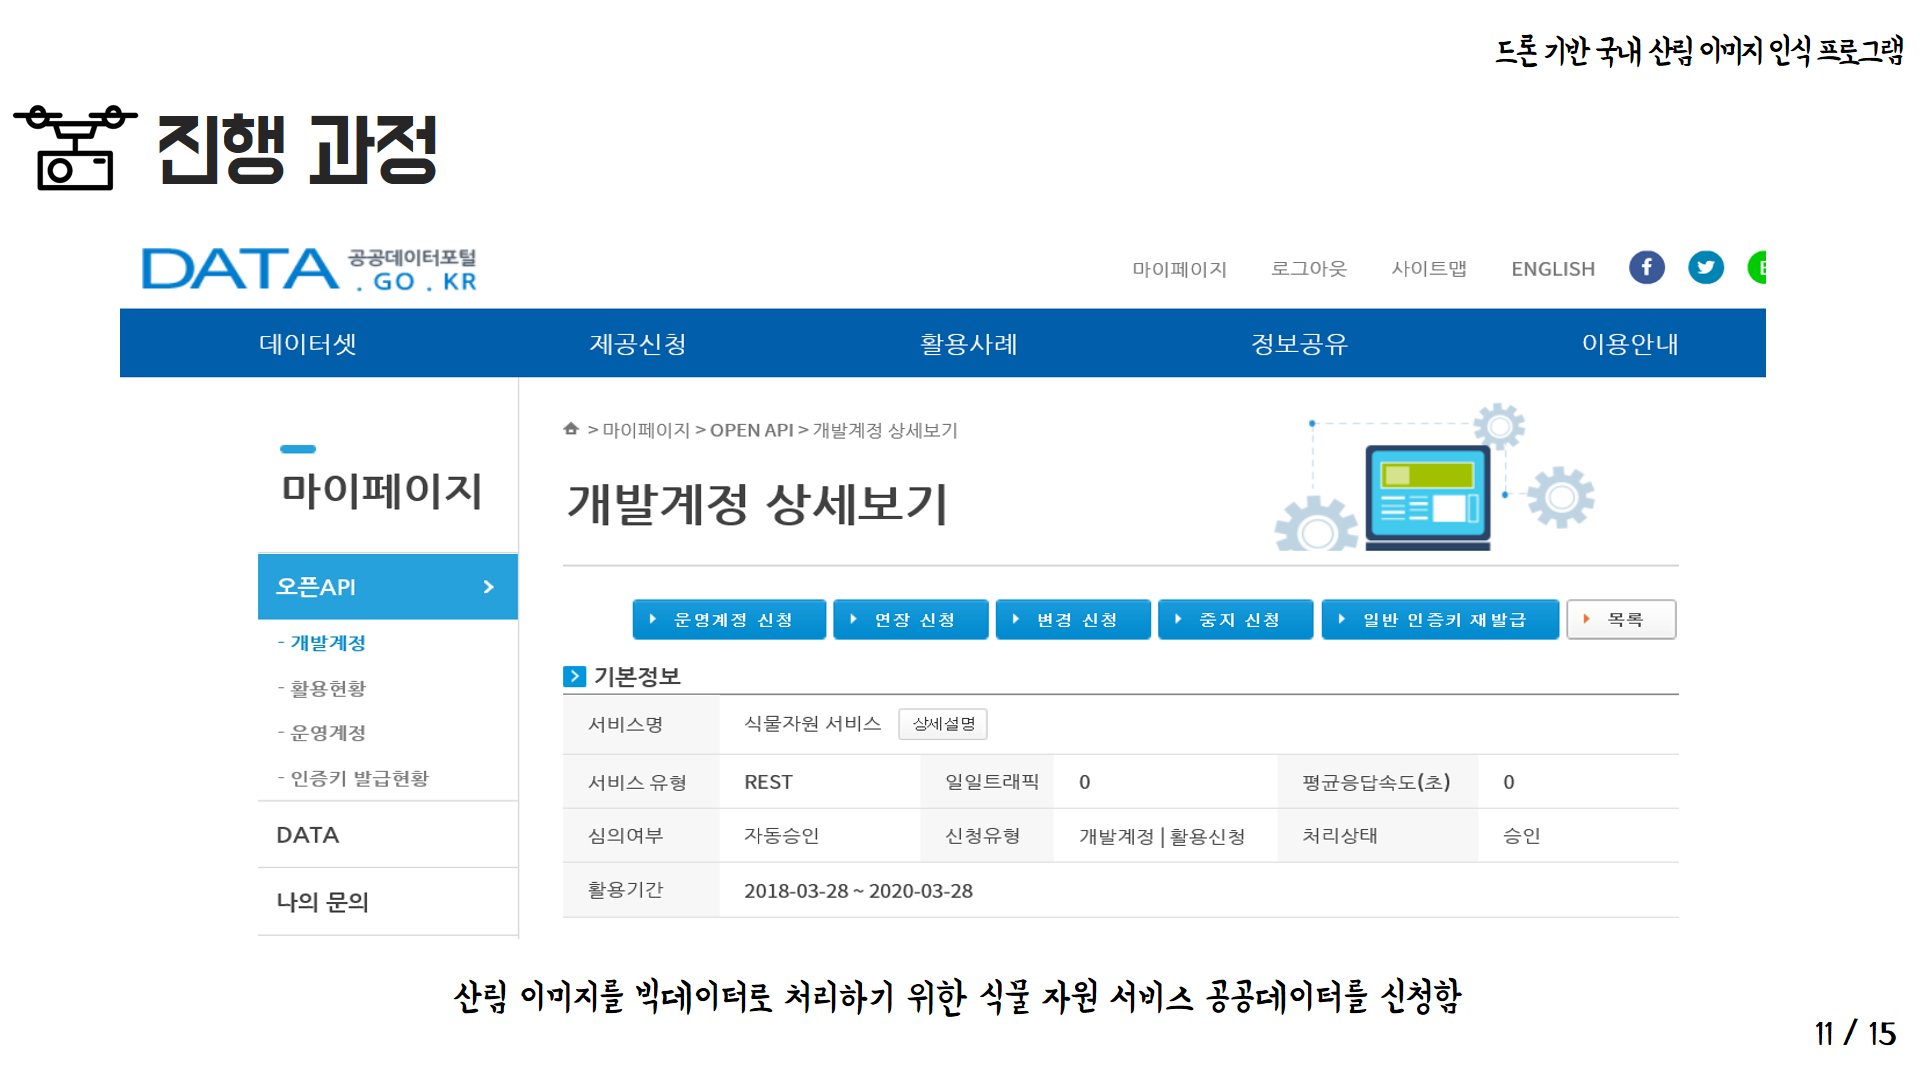 드론 기반 국내 산림 이미지 인식 프로그램
진행 과정
DATA 공공데이터포털
. GO . KR
마이페이지 로그아웃 사이트맵 ENGLISH
데이터셋 제공신청 활용사례 정보공유 이용안내
> 마이페이지 > OPEN API > 개발계정 상세보기
마이페이지
개발계정 상세보기
오픈API
- 개발계정
- 활용현황
- 운영계정
- 인증키 발급현황
DATA
나의 문의
운영계정 신청 연장 신청 변경 신청 중지 신청 일반 인증키 재발급 목록
기본정보
서비스명 식물자원 서비스 상세설명
서비스 유형 REST 일일트래픽 0 평균응답속도(초) 0
심의여부 자동승인 신청유형 개발계정 | 활용신청 처리상태 승인
활용기간 2018-03-28 ~ 2020-03-28
산림 이미지를 빅데이터로 처리하기 위한 식물 자원 서비스 공공데이터를 신청함
11 / 15